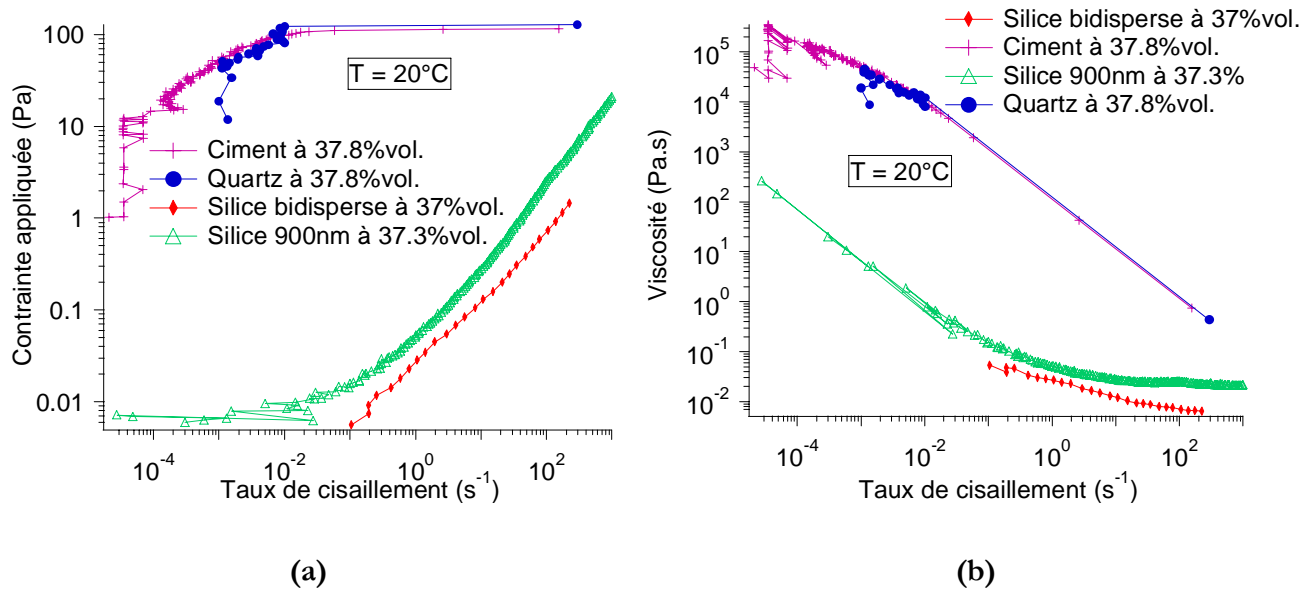 100
10
1
0.1
0.01
Contrainte appliquée (Pa)
T = 20°C
Ciment à 37.8%vol.
Quartz à 37.8%vol.
Silice bidisperse à 37%vol.
Silice 900nm à 37.3%vol.
10^-4
10^-2
10^0
10^2
Taux de cisaillement (s^-1)
(a)
10^5
10^4
10^3
10^2
10^1
10^0
10^-1
10^-2
Viscosité (Pa.s)
Silice bidisperse à 37%vol.
Ciment à 37.8%vol.
Silice 900nm à 37.3%
Quartz à 37.8%vol.
T = 20°C
10^-4
10^-2
10^0
10^2
Taux de cisaillement (s^-1)
(b)